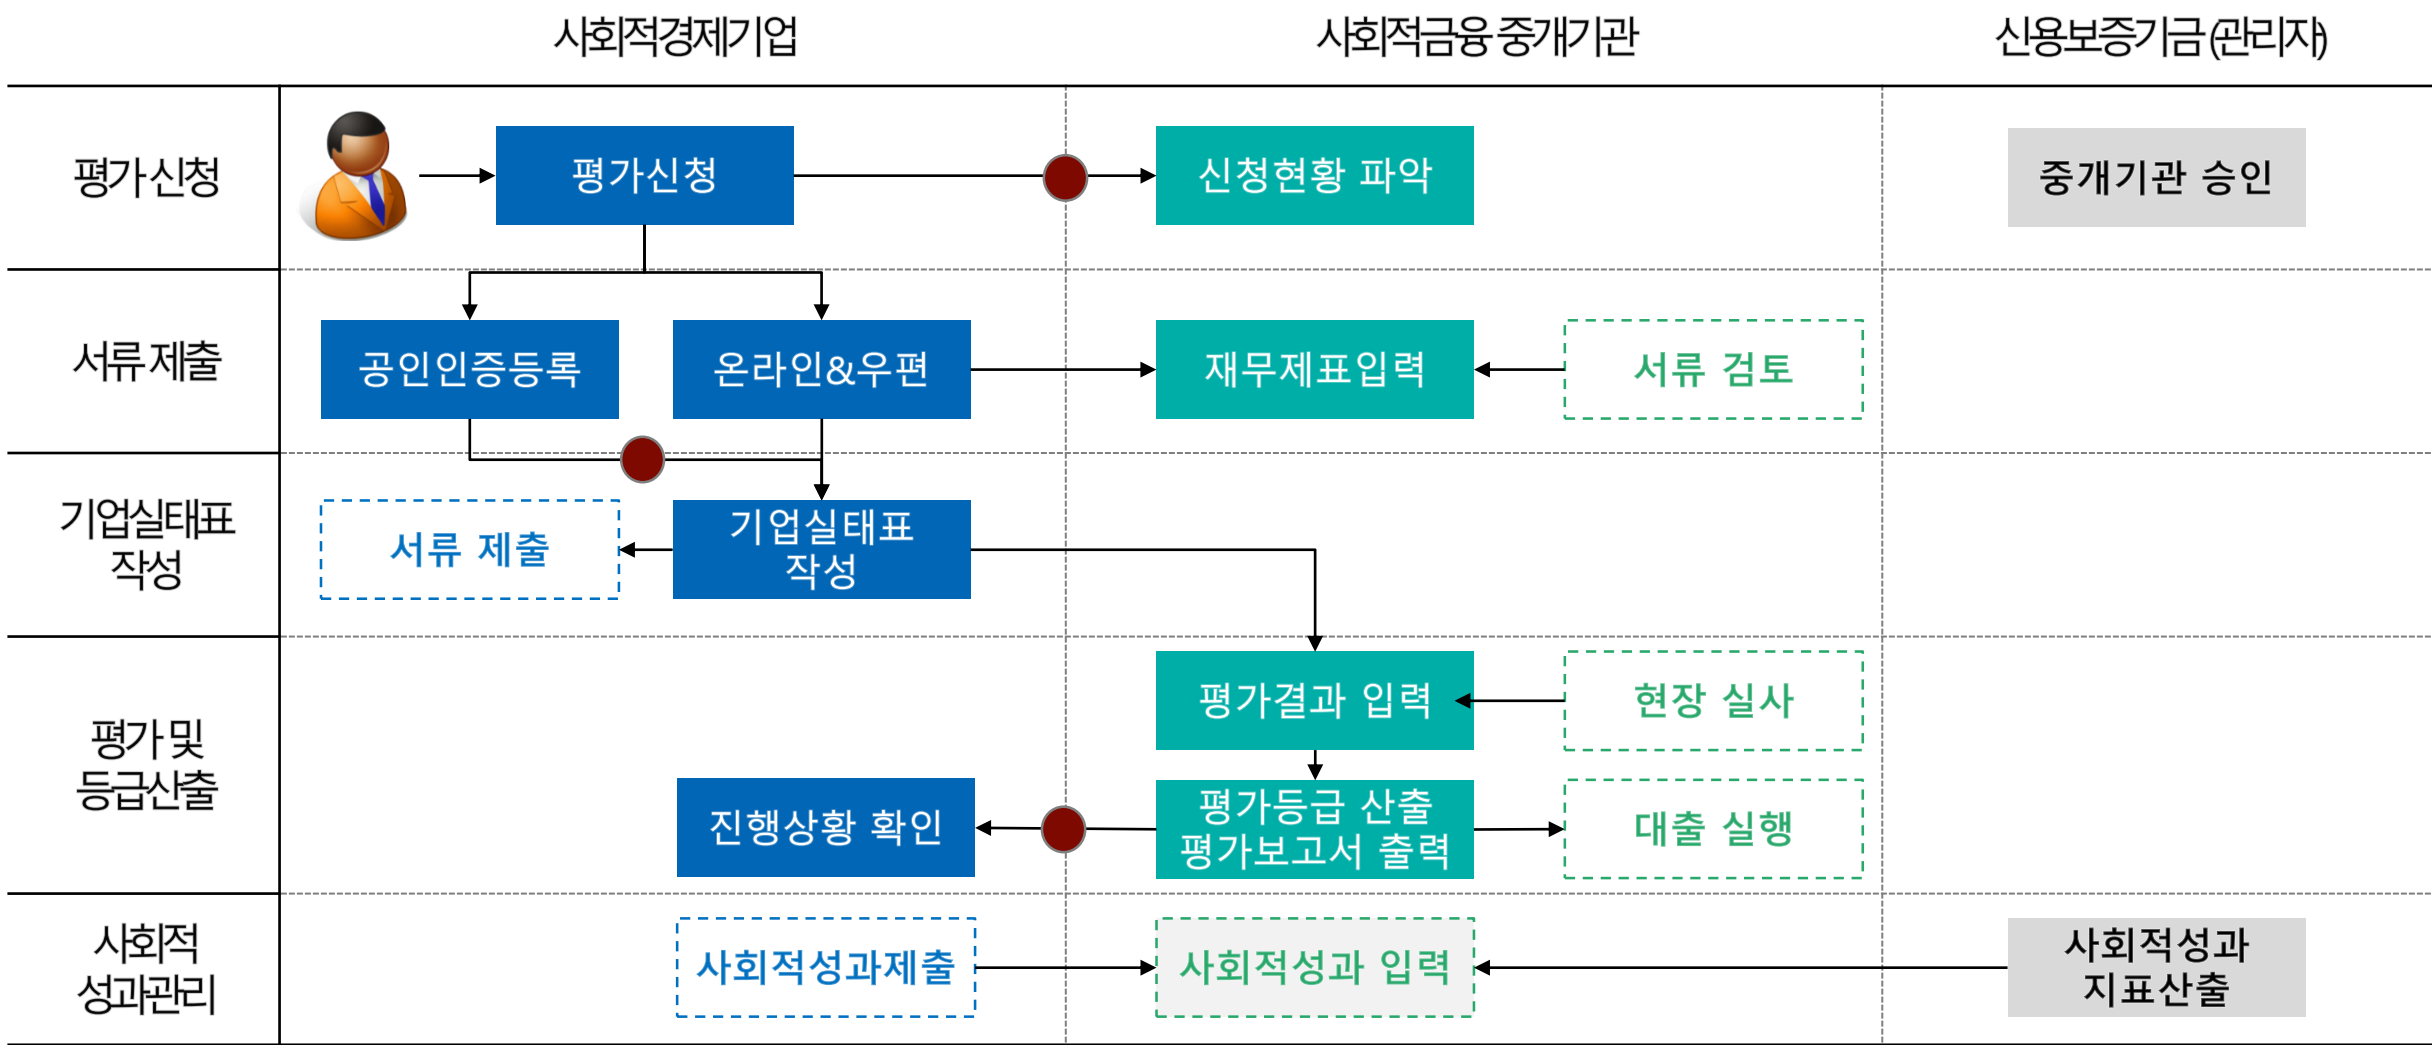 사회적경제기업
사회적금융 중개기관
신용보증기금 (관리자)
평가 신청
평가신청
신청현황 파악
중개기관 승인
서류 제출
공인인증등록
온라인&우편
재무제표입력
서류 검토
기업실태표
작성
서류 제출
기업실태표
작성
평가 및
등급산출
평가결과 입력
현장 실사
진행상황 확인
평가등급 산출
평가보고서 출력
대출 실행
사회적
성과관리
사회적성과제출
사회적성과 입력
사회적성과
지표산출